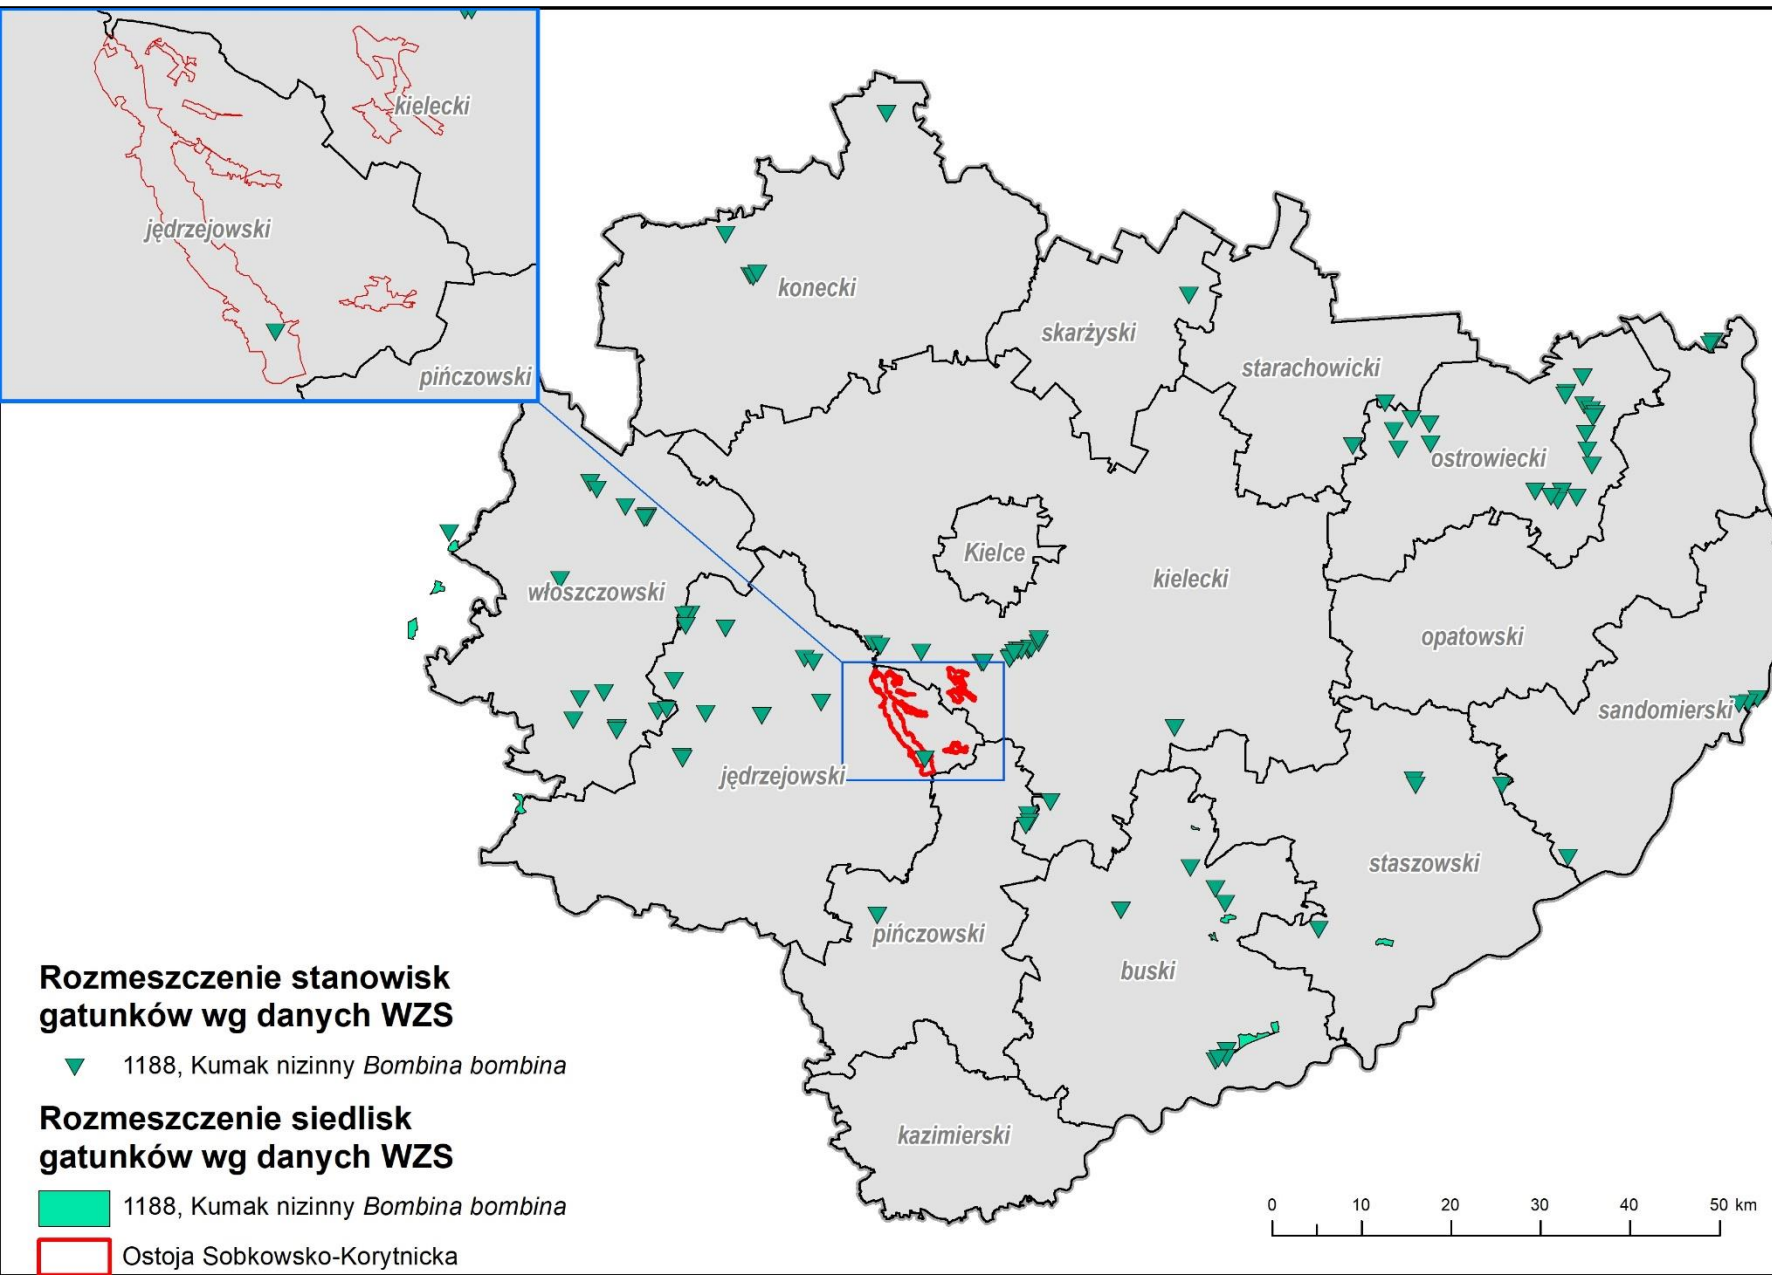 kielecki
jędrzejowski
pińczowski
konecki
skarżyski
starachowicki
ostrowiecki
Kielce
kielecki
włoszczowski
opatowski
sandomierski
jędrzejowski
staszowski
pińczowski
buski
kazimierski
Rozmeszczenie stanowisk
gatunków wg danych WZS
1188, Kumak nizinny Bombina bombina
Rozmeszczenie siedlisk
gatunków wg danych WZS
1188, Kumak nizinny Bombina bombina
Ostoja Sobkowsko-Korytnicka
0 10 20 30 40 50 km